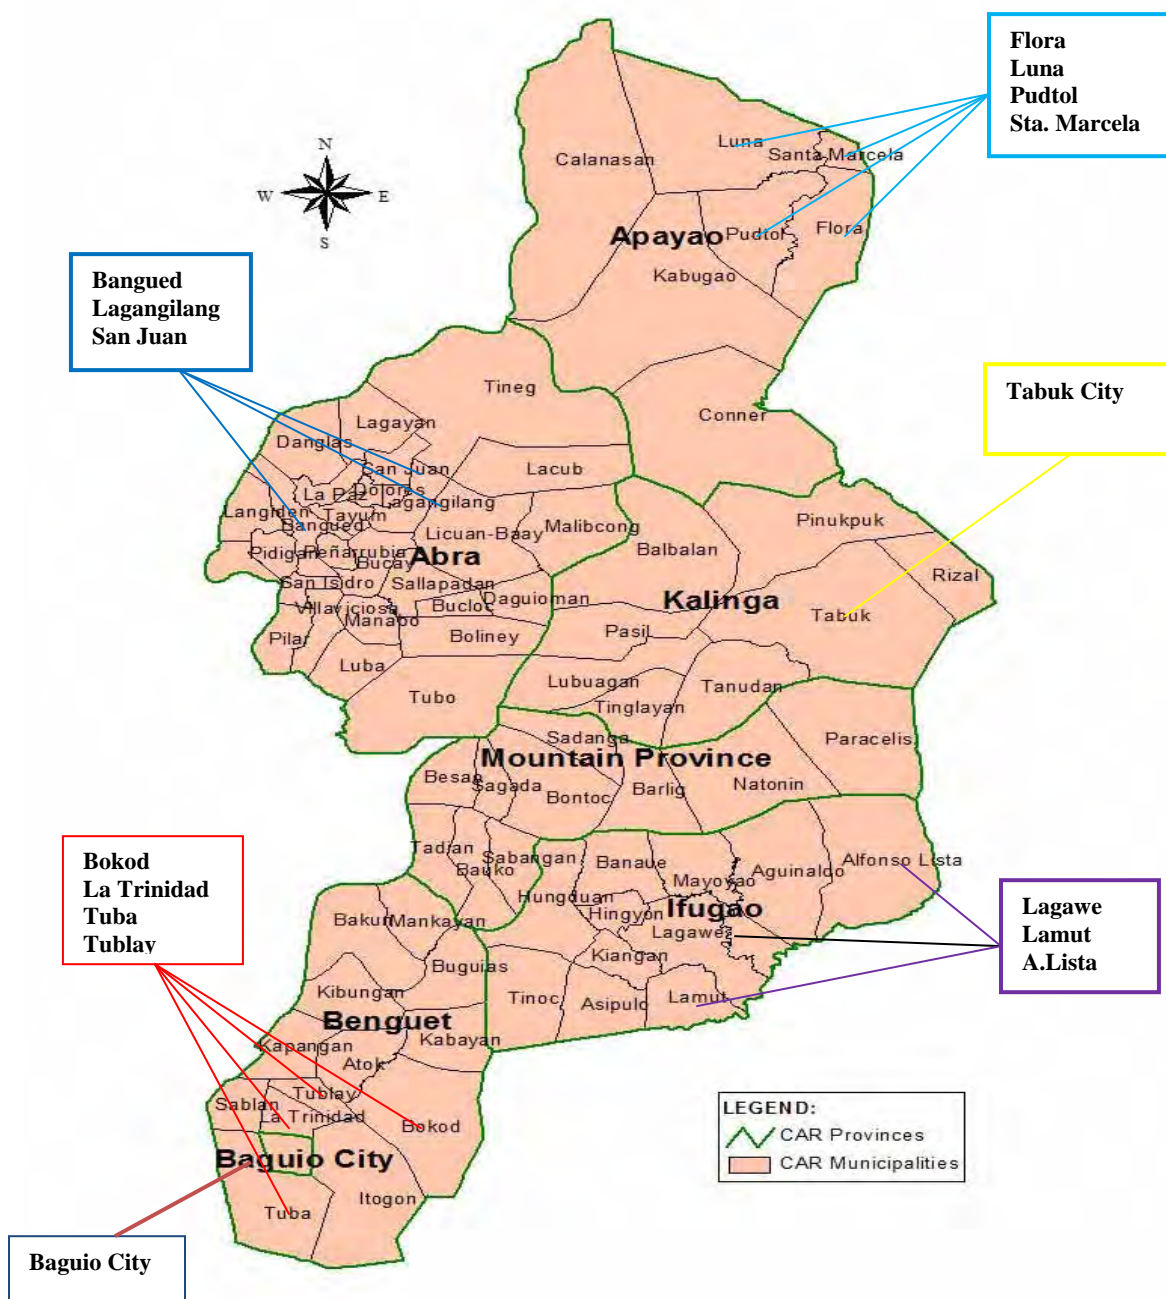 Flora
Luna
Pudtol
Sta. Marcela
N
W E
S
Luna
Calanasan
Santa Marcela
Apayao
Pudtol
Flora
Kabugao
Bangued
Lagangilang
San Juan
Tabuk City
Tineg
Conner
Lagayan
Danglas
San Juan
Lacub
La Paz
Dolores
Lagangilang
Langiden
Tayum
Bangued
Licuan-Baay
Malibcong
Pinukpuk
Pidigan
Peñarrubia
Bucay
Abra
Balbalan
Rizal
San Isidro
Sallapadan
Daguioman
Kalinga
Villaviciosa
Bucloc
Tabuk
Manabo
Pilar
Boliney
Pasil
Luba
Lubuagan
Tanudan
Tubo
Tinglayan
Sadanga
Paracelis
Mountain Province
Besao
Sagada
Bontoc
Barlig
Natonin
Bokod
La Trinidad
Tuba
Tublay
Tadian
Sabangan
Bauko
Banaue
Mayoyao
Aguinaldo
Alfonso Lista
Hungduan
Hingyon
Ifugao
Lagawe
Lamut
A.Lista
Bakun
Mankayan
Lagawe
Kiangan
Buguias
Kibungan
Tinoc
Asipulo
Lamut
Benguet
Kapangan
Kabayan
Atok
Sablan
Tublay
La Trinidad
Bokod
Baguio City
Itogon
Tuba
LEGEND:
CAR Provinces
CAR Municipalities
Baguio City